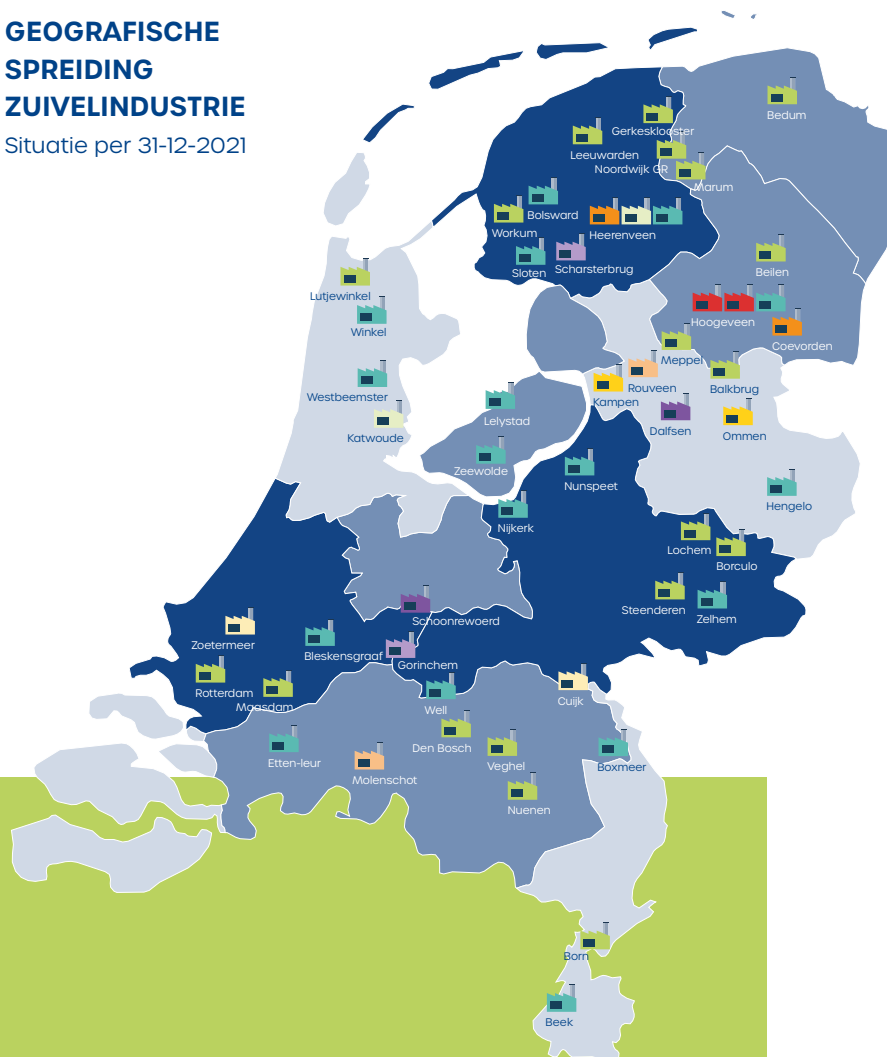 GEOGRAFISCHE
SPREIDING
ZUIVELINDUSTRIE
Situatie per 31-12-2021
Bedum
Gerkesklooster
Leeuwarden
Noordwijk GR
Marum
Bolsward
Workum
Heerenveen
Sloten
Scharsterbrug
Beilen
Lutjewinkel
Winkel
Hoogeveen
Coevorden
Meppel
Rouveen
Balkbrug
Westbeemster
Kampen
Lelystad
Dalfsen
Ommen
Katwoude
Zeewolde
Nunspeet
Hengelo
Nijkerk
Lochem
Borculo
Steenderen
Zelhem
Schoonrewoerd
Zoetermeer
Bleskensgraaf
Gorinchem
Rotterdam
Maasdam
Well
Cuijk
Den Bosch
Etten-leur
Veghel
Boxmeer
Molenschot
Nuenen
Born
Beek